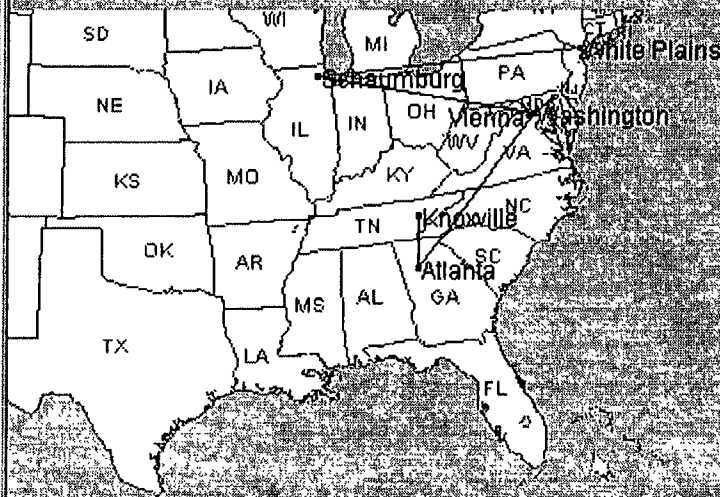 WI
SD
MI
CT
White Plains
Schaumburg
PA
IA
NE
OH
IL
IN
Vienna Washington
WV
VA
KS
MO
KY
NC
TN
Knoxville
OK
AR
SC
Atlanta
MS
AL
GA
TX
LA
FL